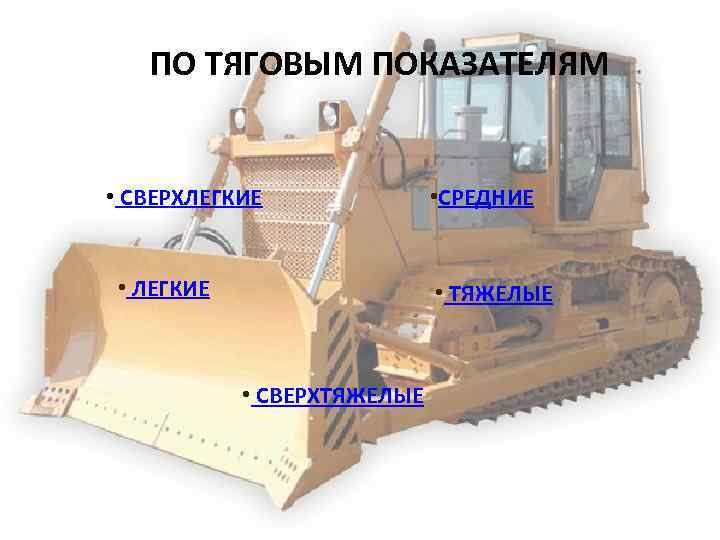 ПО ТЯГОВЫМ ПОКАЗАТЕЛЯМ
• СВЕРХЛЕГКИЕ
•СРЕДНИЕ
• ЛЕГКИЕ
• ТЯЖЕЛЫЕ
• СВЕРХТЯЖЕЛЫЕ